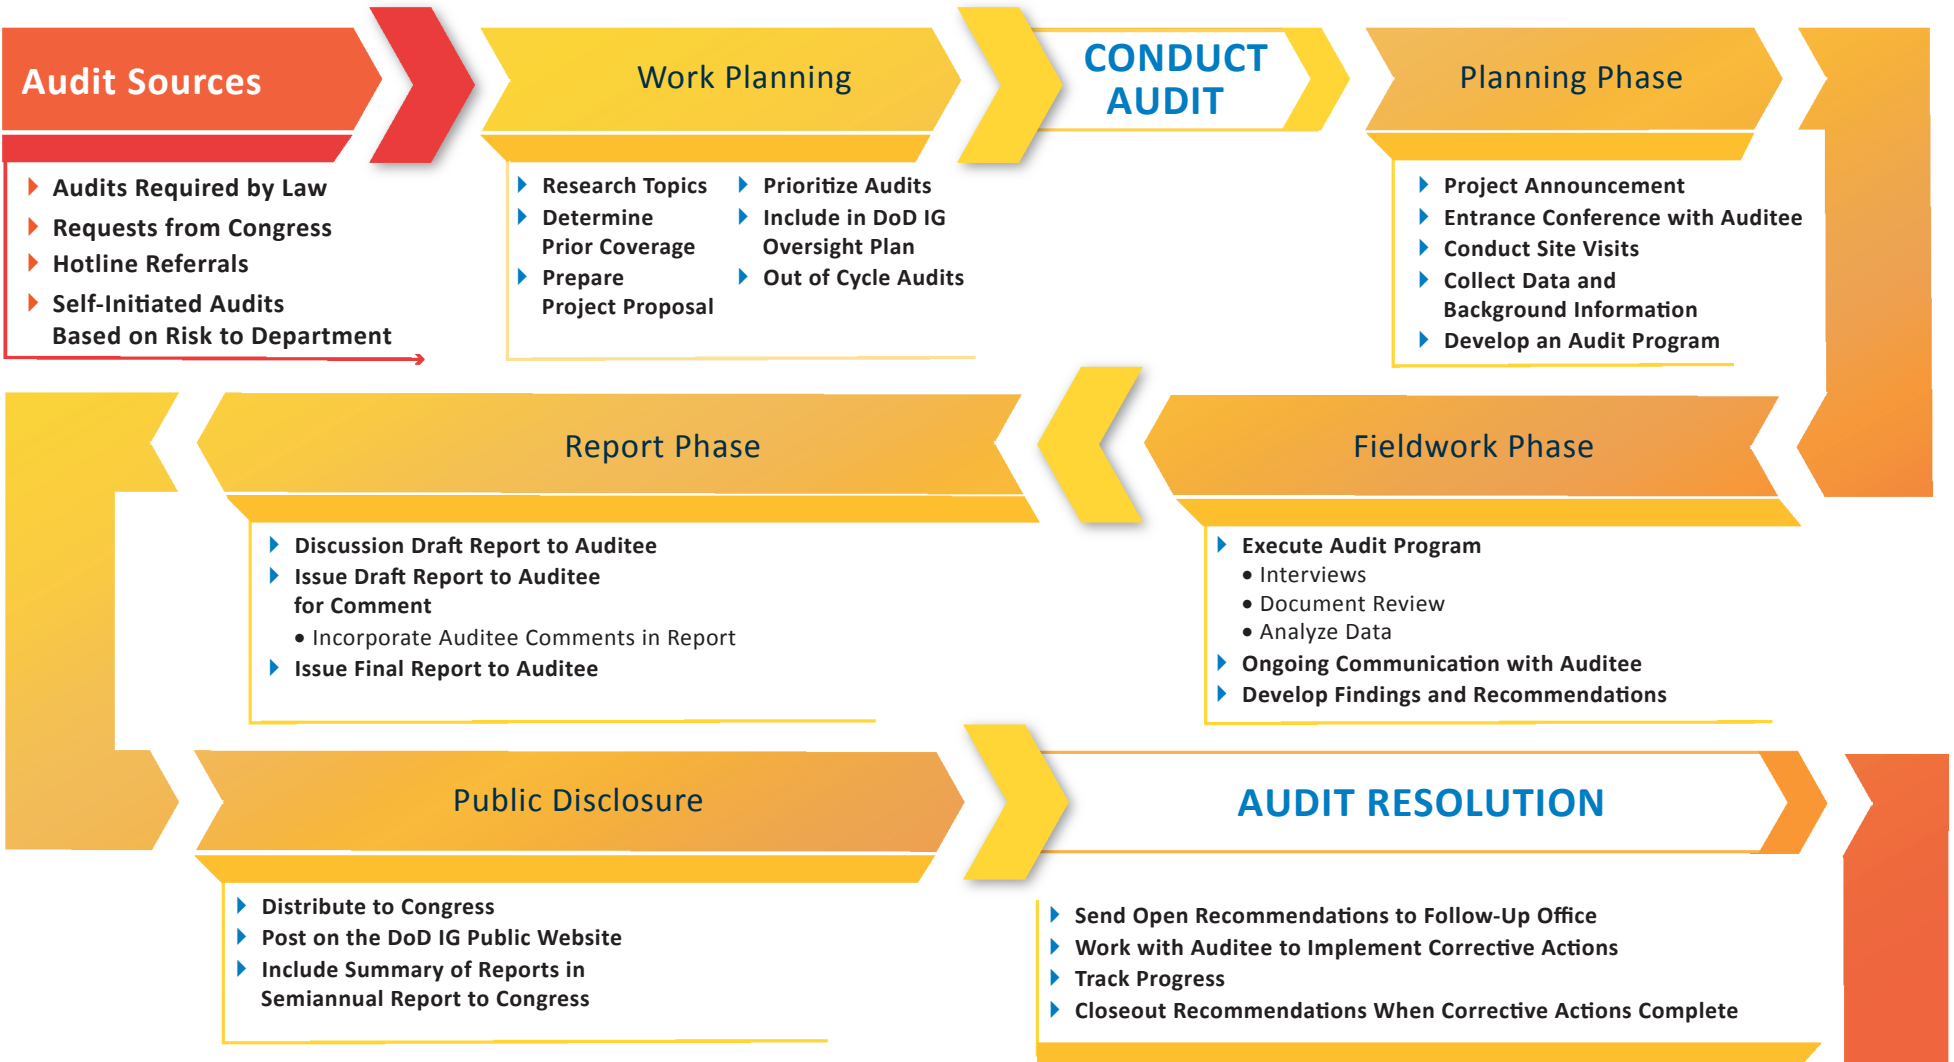 Audit Sources
Audits Required by Law
Requests from Congress
Hotline Referrals
Self-Initiated Audits
Based on Risk to Department
Work Planning
Research Topics
Determine
Prior Coverage
Prepare
Project Proposal
Prioritize Audits
Include in DoD IG
Oversight Plan
Out of Cycle Audits
CONDUCT
AUDIT
Planning Phase
Project Announcement
Entrance Conference with Auditee
Conduct Site Visits
Collect Data and
Background Information
Develop an Audit Program
Fieldwork Phase
Execute Audit Program
• Interviews
• Document Review
• Analyze Data
Ongoing Communication with Auditee
Develop Findings and Recommendations
Report Phase
Discussion Draft Report to Auditee
Issue Draft Report to Auditee
for Comment
• Incorporate Auditee Comments in Report
Issue Final Report to Auditee
Public Disclosure
Distribute to Congress
Post on the DoD IG Public Website
Include Summary of Reports in
Semiannual Report to Congress
AUDIT RESOLUTION
Send Open Recommendations to Follow-Up Office
Work with Auditee to Implement Corrective Actions
Track Progress
Closeout Recommendations When Corrective Actions Complete